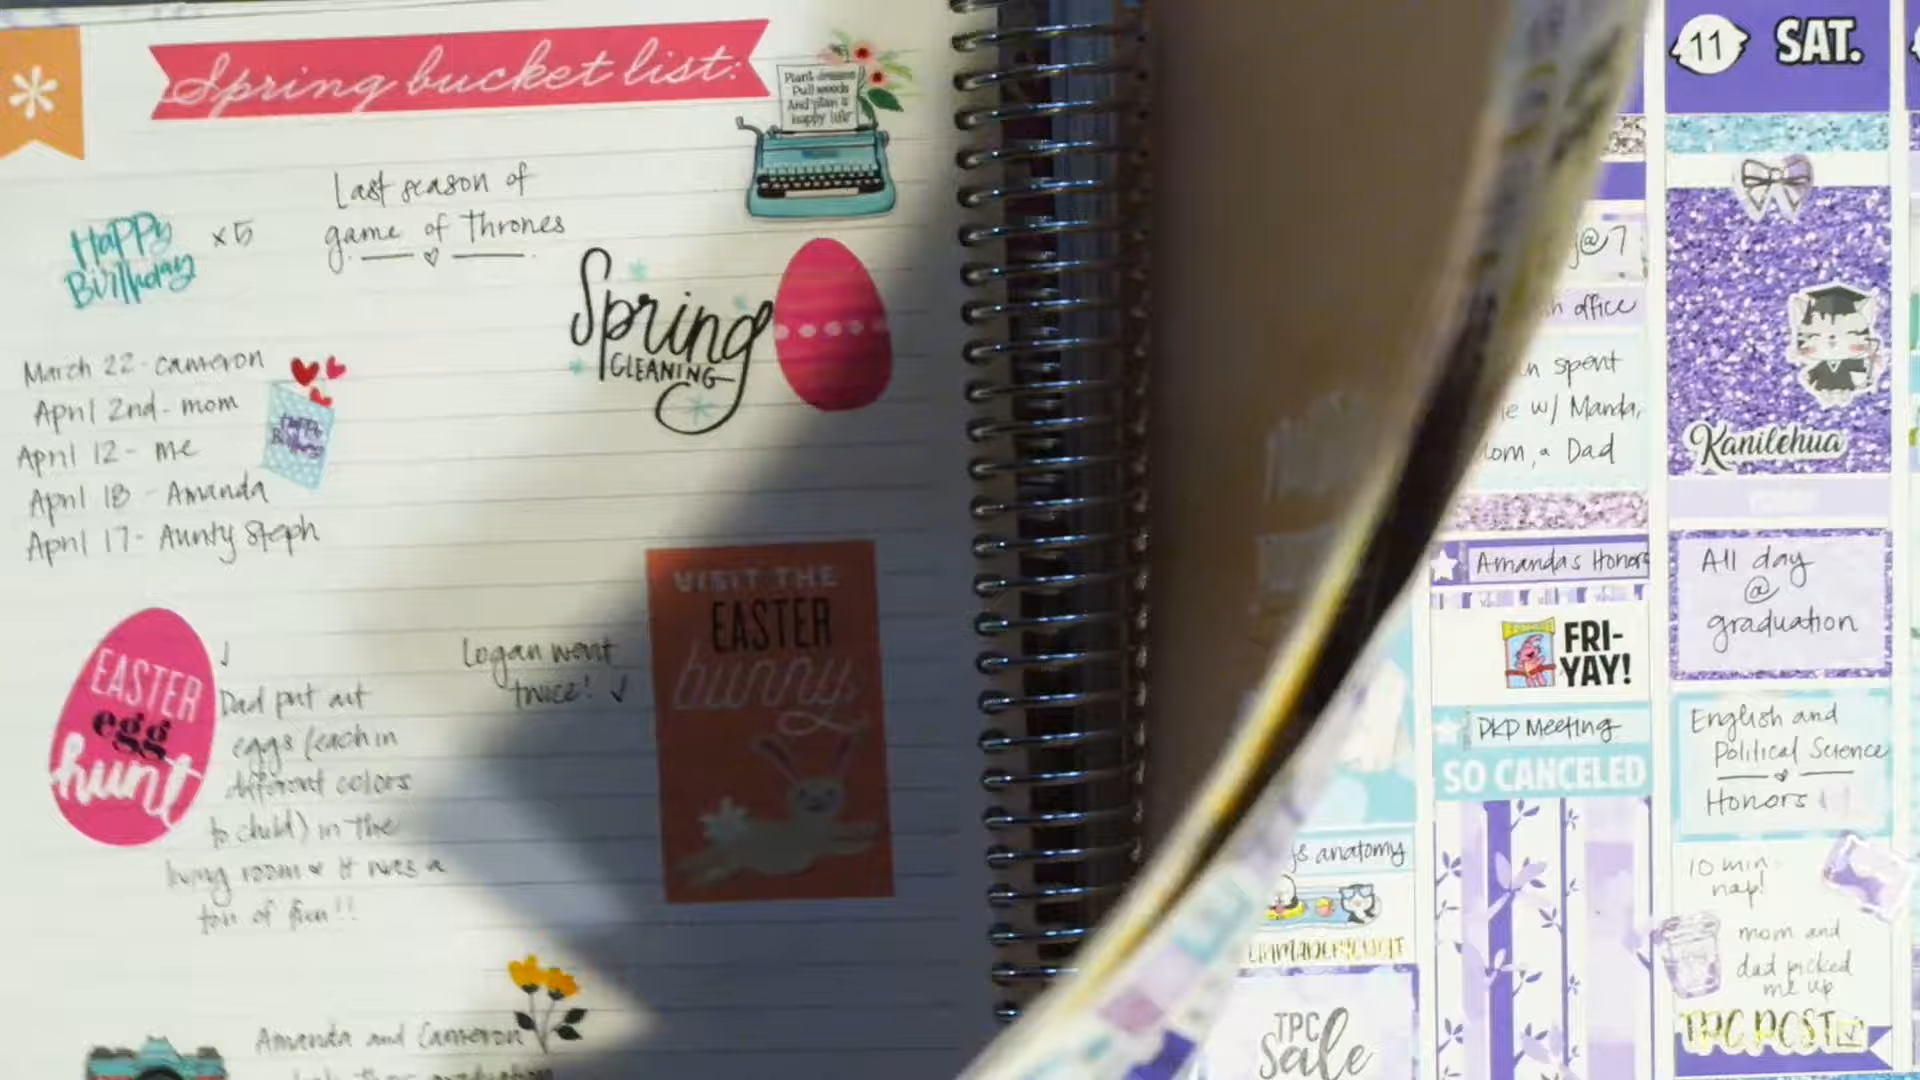 Spring bucket list:
Plant dreams
Pull weeds
And plan a
happy life
Last season of
game of Thrones
Happy
Birthday
x5
Spring
CLEANING
March 22 - Cameron
April 2nd - mom
April 12 - me
April 18 - Amanda
April 17 - Aunty Steph
Happy
Birthday
EASTER
egg
hunt
Dad put out
eggs (each in
different colors
to child) in the
living room & it was a
ton of fun!!
Logan went
twice! ✓
VISIT THE
EASTER
bunny
Amanda and Cameron
graduation
@7
office
spent
w/ Manda,
Dad
Amanda's Honors
FRI-
YAY!
PKP Meeting
SO CANCELED
anatomy
TPC
Sale
11 SAT.
Kanilehua
All day
@
graduation
English and
Political Science
Honors
10 min
nap!
mom and
dad picked
me up
TPC POST